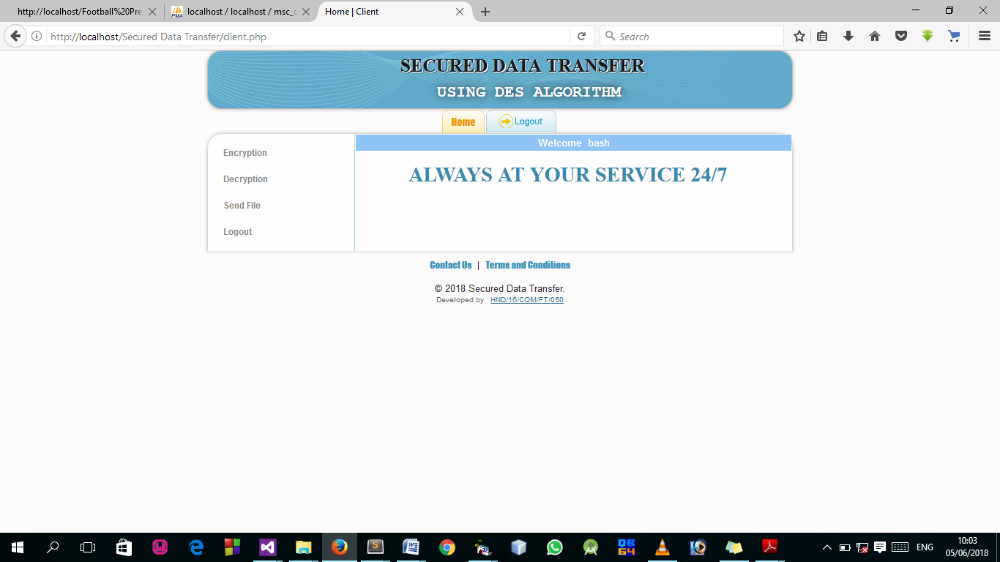 http://localhost/Football%20Pre
localhost / localhost / msc_
Home | Client
http://localhost/Secured Data Transfer/client.php
Search
SECURED DATA TRANSFER
USING DES ALGORITHM
Home
Logout
Encryption
Decryption
Send File
Logout
Welcome bash
ALWAYS AT YOUR SERVICE 24/7
Contact Us | Terms and Conditions
© 2018 Secured Data Transfer.
Developed by HND/16/COM/FT/050
ENG
10:03
05/06/2018